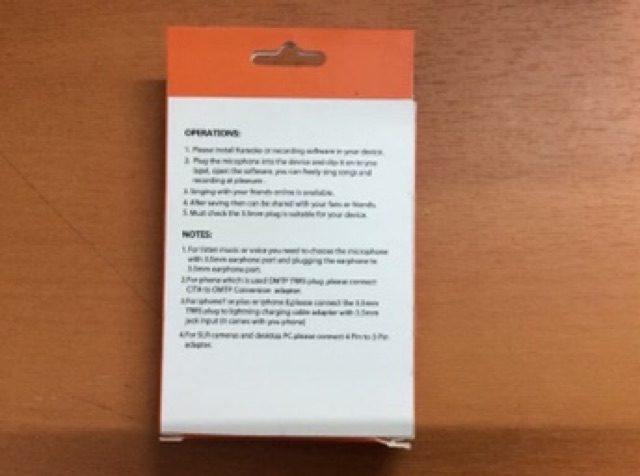 OPERATIONS:
1. Please install Karaoke or recording software in your device.
2. Plug the microphone into the device and clip it on to you
lapel, open the software, you can freely sing songs and
recording at pleasure.
3. Singing with your friends online is available.
4. After saving then can be shared with your fans or friends.
5. Must check the 3.5mm plug is suitable for your device.
NOTES:
1.For listen music or voice you need to choose the microphone
with 3.5mm earphone port and plugging the earphone to
3.5mm earphone port.
2.For phone which is used OMTP TRRS plug, please connect
CTIA to OMTP Conversion adapter.
3.For iphone7 or plus or iphone 8,please connect the 3.5mm
TRRS plug to lightning charging cable adapter with 3.5mm
jack input (it comes with you phone)
4.For SLR cameras and desktop PC,please connect 4 Pin to 3 Pin
adapter.